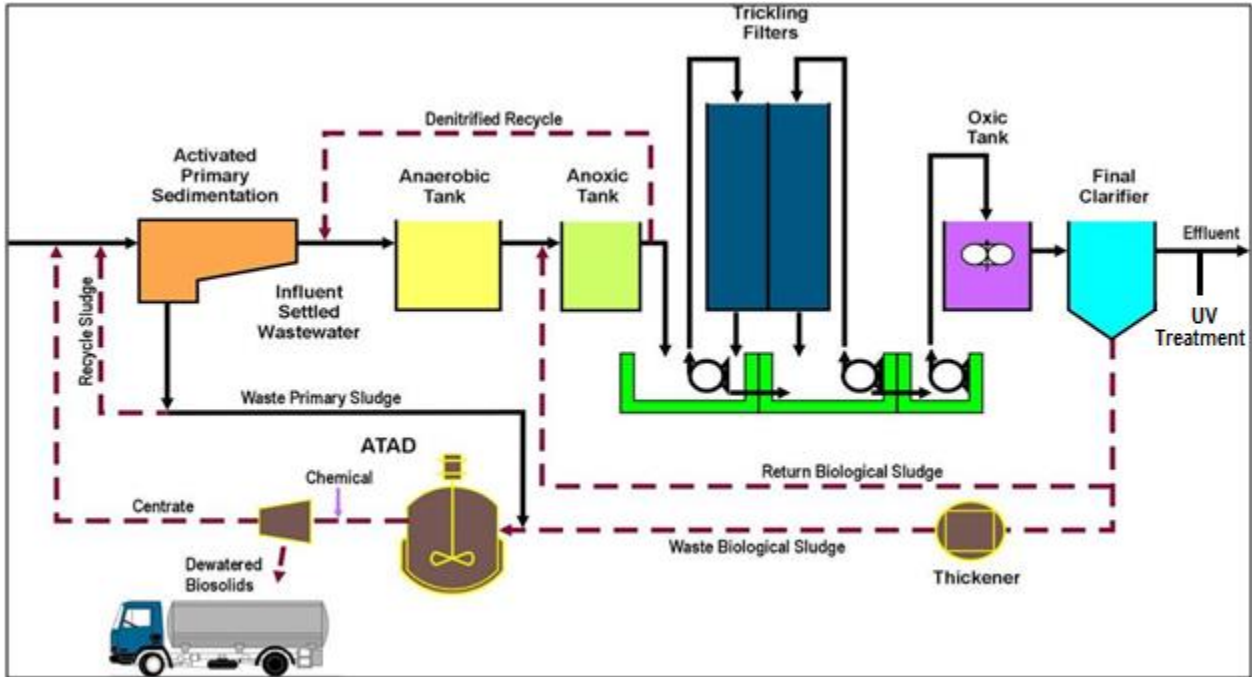 Trickling
Filters
Denitrified Recycle
Oxic
Tank
Activated
Primary
Sedimentation
Anaerobic
Tank
Anoxic
Tank
Final
Clarifier
Effluent
Influent
Settled
Wastewater
UV
Treatment
Recycle Sludge
Waste Primary Sludge
ATAD
Chemical
Return Biological Sludge
Centrate
Waste Biological Sludge
Dewatered
Biosolids
Thickener